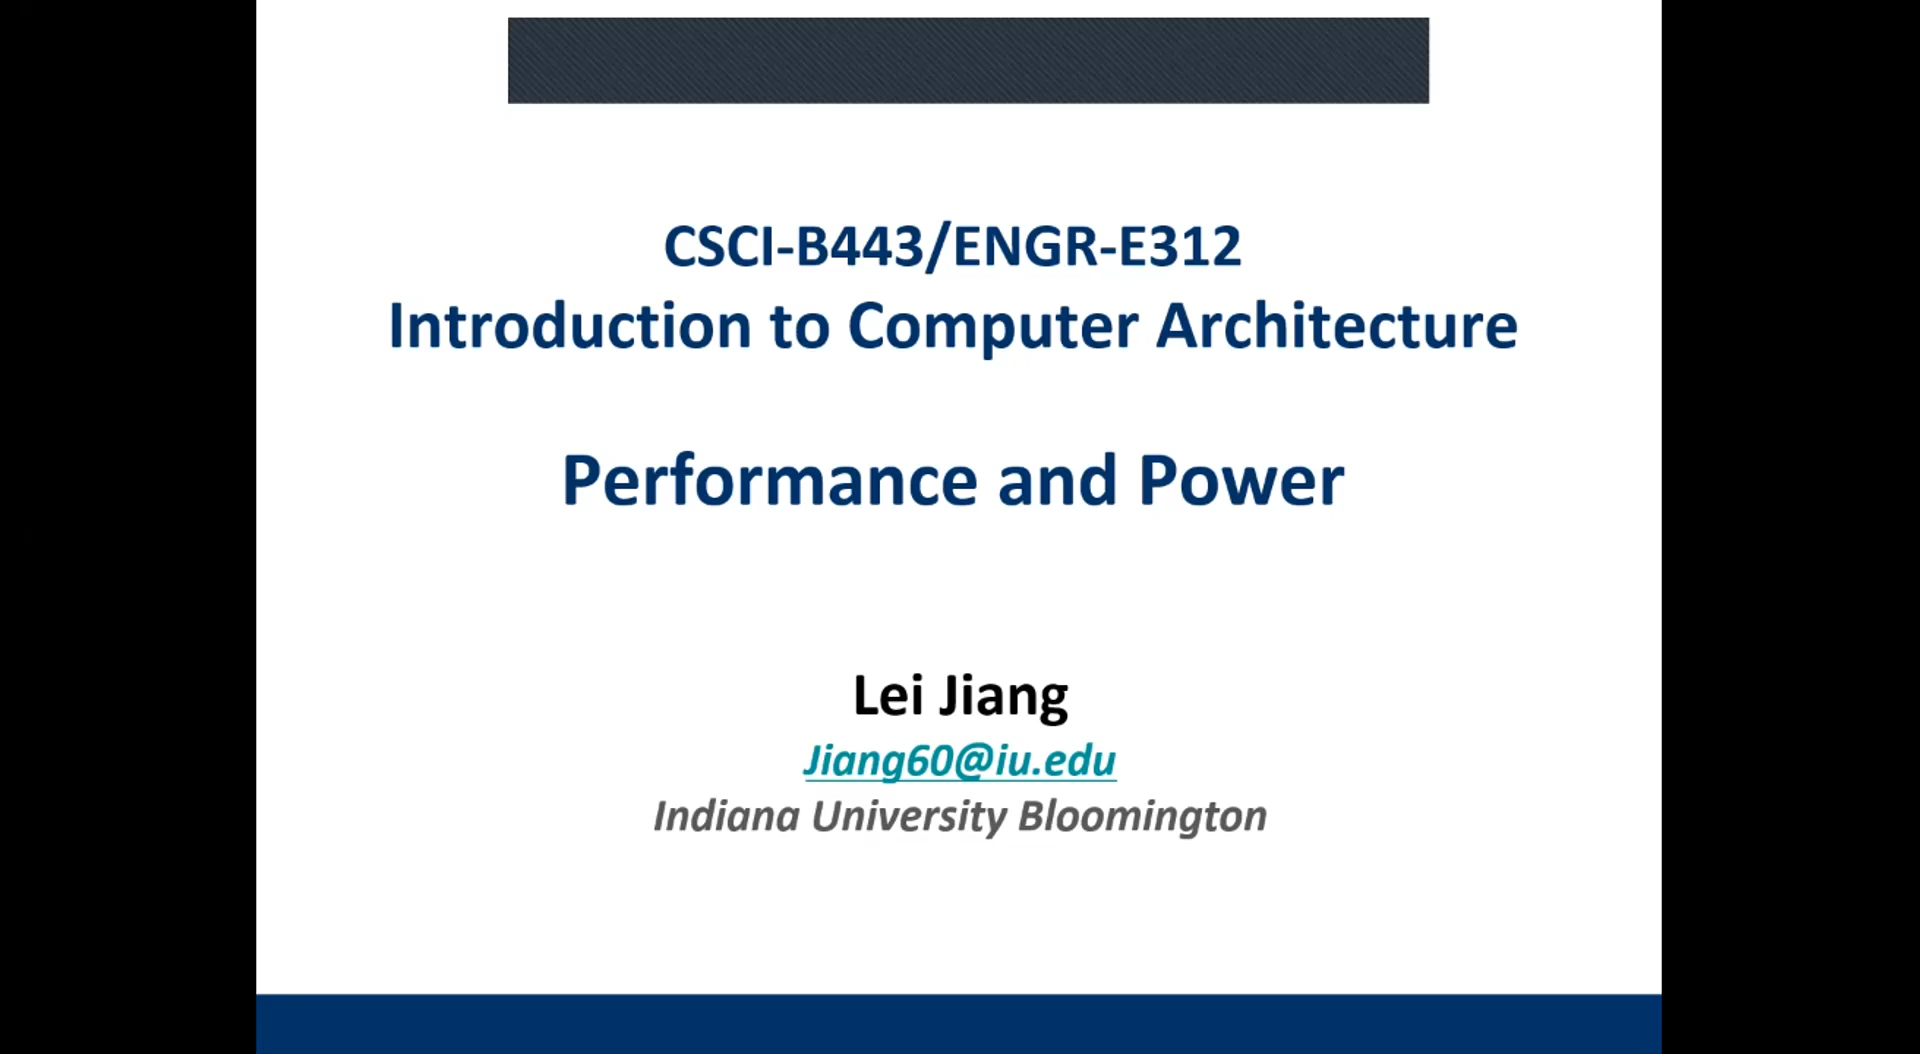 CSCI-B443/ENGR-E312
Introduction to Computer Architecture
Performance and Power
Lei Jiang
Jiang60@iu.edu
Indiana University Bloomington